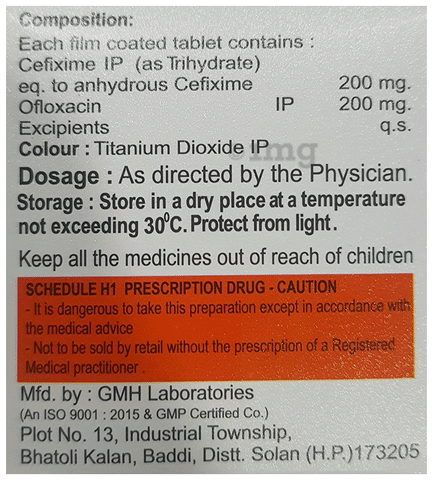 Composition:
Each film coated tablet contains :
Cefixime IP (as Trihydrate)
eq. to anhydrous Cefixime 200 mg.
Ofloxacin IP 200 mg.
Excipients q.s.
Colour : Titanium Dioxide IP
Dosage : As directed by the Physician.
Storage : Store in a dry place at a temperature
not exceeding 30⁰C. Protect from light.
Keep all the medicines out of reach of children
SCHEDULE H1 PRESCRIPTION DRUG - CAUTION
- It is dangerous to take this preparation except in accordance with
the medical advice
- Not to be sold by retail without the prescription of a Registered
Medical practitioner .
Mfd. by : GMH Laboratories
(An ISO 9001 : 2015 & GMP Certified Co.)
Plot No. 13, Industrial Township,
Bhatoli Kalan, Baddi, Distt. Solan (H.P.)173205